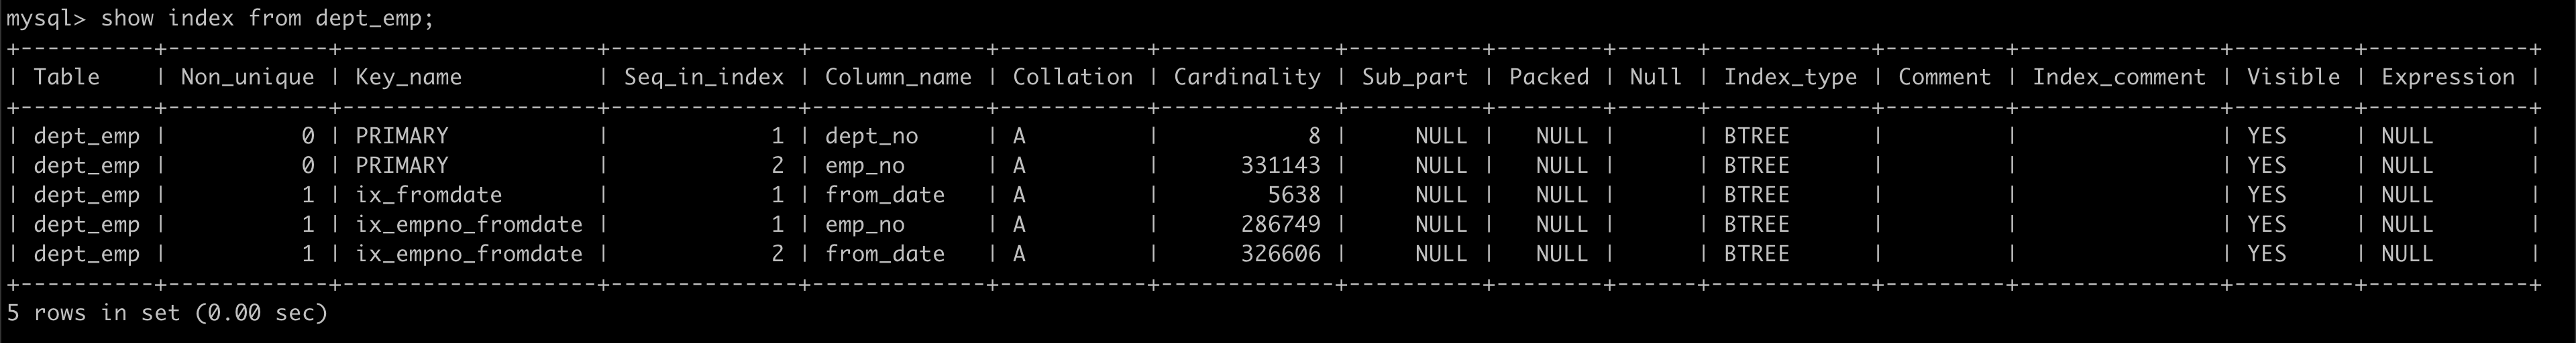 mysql> show index from dept_emp;
+----------+------------+------------------+--------------+-------------+-----------+-------------+----------+--------+------+------------+---------+---------------+---------+------------+
| Table    | Non_unique | Key_name         | Seq_in_index | Column_name | Collation | Cardinality | Sub_part | Packed | Null | Index_type | Comment | Index_comment | Visible | Expression |
+----------+------------+------------------+--------------+-------------+-----------+-------------+----------+--------+------+------------+---------+---------------+---------+------------+
| dept_emp |          0 | PRIMARY          |            1 | dept_no     | A         |           8 |     NULL |   NULL |      | BTREE      |         |               | YES     | NULL       |
| dept_emp |          0 | PRIMARY          |            2 | emp_no      | A         |      331143 |     NULL |   NULL |      | BTREE      |         |               | YES     | NULL       |
| dept_emp |          1 | ix_fromdate      |            1 | from_date   | A         |        5638 |     NULL |   NULL |      | BTREE      |         |               | YES     | NULL       |
| dept_emp |          1 | ix_empno_fromdate |            1 | emp_no      | A         |      286749 |     NULL |   NULL |      | BTREE      |         |               | YES     | NULL       |
| dept_emp |          1 | ix_empno_fromdate |            2 | from_date   | A         |      326606 |     NULL |   NULL |      | BTREE      |         |               | YES     | NULL       |
+----------+------------+------------------+--------------+-------------+-----------+-------------+----------+--------+------+------------+---------+---------------+---------+------------+
5 rows in set (0.00 sec)